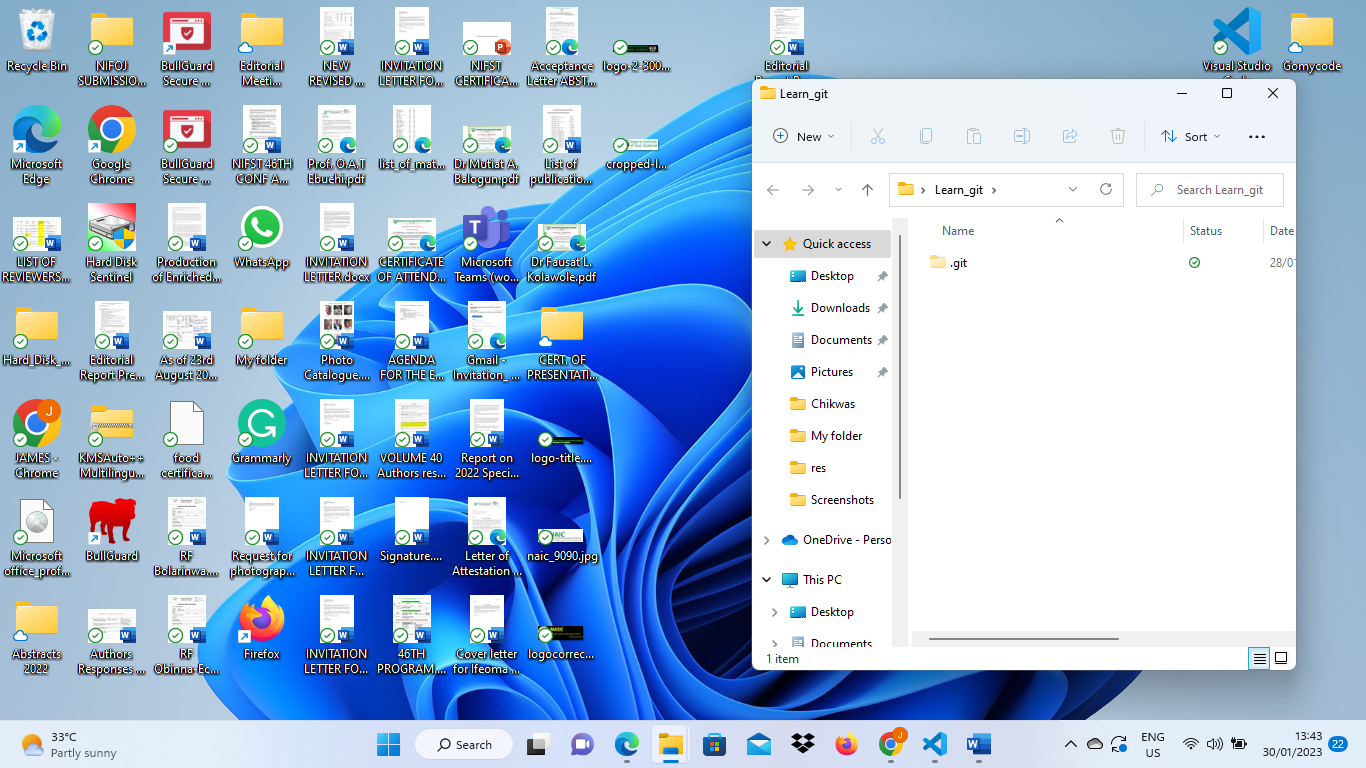 Recycle Bin
NIFOJ
SUBMISSIO...
BullGuard
Secure ...
Editorial
Meeti...
NEW
REVISED ...
INVITATION
LETTER FO...
NIFST
CERTIFICA...
Acceptance
Letter ABST...
logo-2-300...
Editorial
Visual Studio
Gomycode
Microsoft
Edge
Google
Chrome
BullGuard
Secure ...
NIFST 46TH
CONF A...
Prof. O.A.T
Ebuehi.pdf
list_of_mat...
Dr Mutiat A.
Balogun.pdf
List of
publicatio...
cropped-l...
LIST OF
REVIEWERS...
Hard Disk
Sentinel
Production
of Enriched...
WhatsApp
INVITATION
LETTER.docx
CERTIFICATE
OF ATTEND...
Microsoft
Teams (wo...
Dr Fausat L.
Kolawole.pdf
Hard_Disk_...
Editorial
Report Pre...
As of 23rd
August 20...
My folder
Photo
Catalogue....
AGENDA
FOR THE E...
Gmail -
Invitation_ ...
CERT. OF
PRESENTATI...
JAMES -
Chrome
KMSAuto++
Multilingu...
food
certifica...
Grammarly
INVITATION
LETTER FO...
VOLUME 40
Authors res...
Report on
2022 Speci...
logo-title....
Microsoft
office_prof...
BullGuard
RF
Bolarinwa....
Request for
photograp...
INVITATION
LETTER F...
Signature....
Letter of
Attestation ...
naic_9090.jpg
Abstracts
2022
Authors
Responses ...
RF
Obinna-Ec...
Firefox
INVITATION
LETTER FO...
46TH
PROGRAM....
Cover letter
for Ifeoma ...
logocorrec...
Learn_git
New
Sort
Learn_git
Search Learn_git
Name
Status
Date
.git
28/01
Quick access
Desktop
Downloads
Documents
Pictures
Chikwas
My folder
res
Screenshots
OneDrive - Perso
This PC
Desktop
Documents
1 item
33°C
Partly sunny
Search
ENG
US
13:43
30/01/2023
22